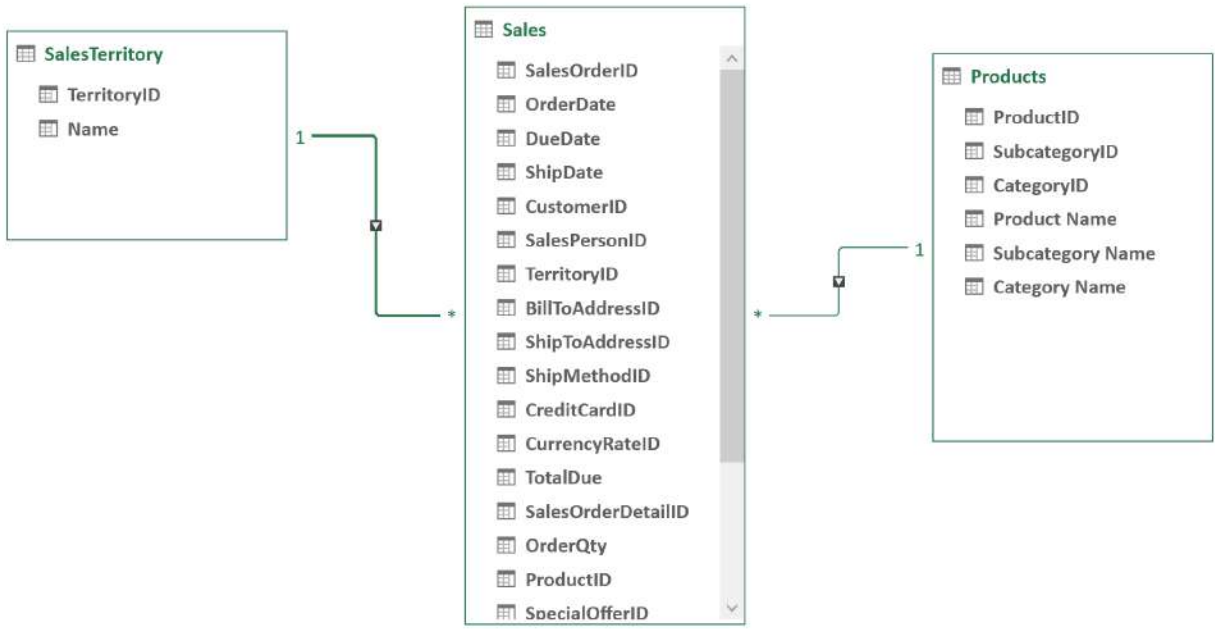 SalesTerritory
TerritoryID
Name
1
*
Sales
SalesOrderID
OrderDate
DueDate
ShipDate
CustomerID
SalesPersonID
TerritoryID
BillToAddressID
ShipToAddressID
ShipMethodID
CreditCardID
CurrencyRateID
TotalDue
SalesOrderDetailID
OrderQty
ProductID
SpecialOfferID
*
1
Products
ProductID
SubcategoryID
CategoryID
Product Name
Subcategory Name
Category Name